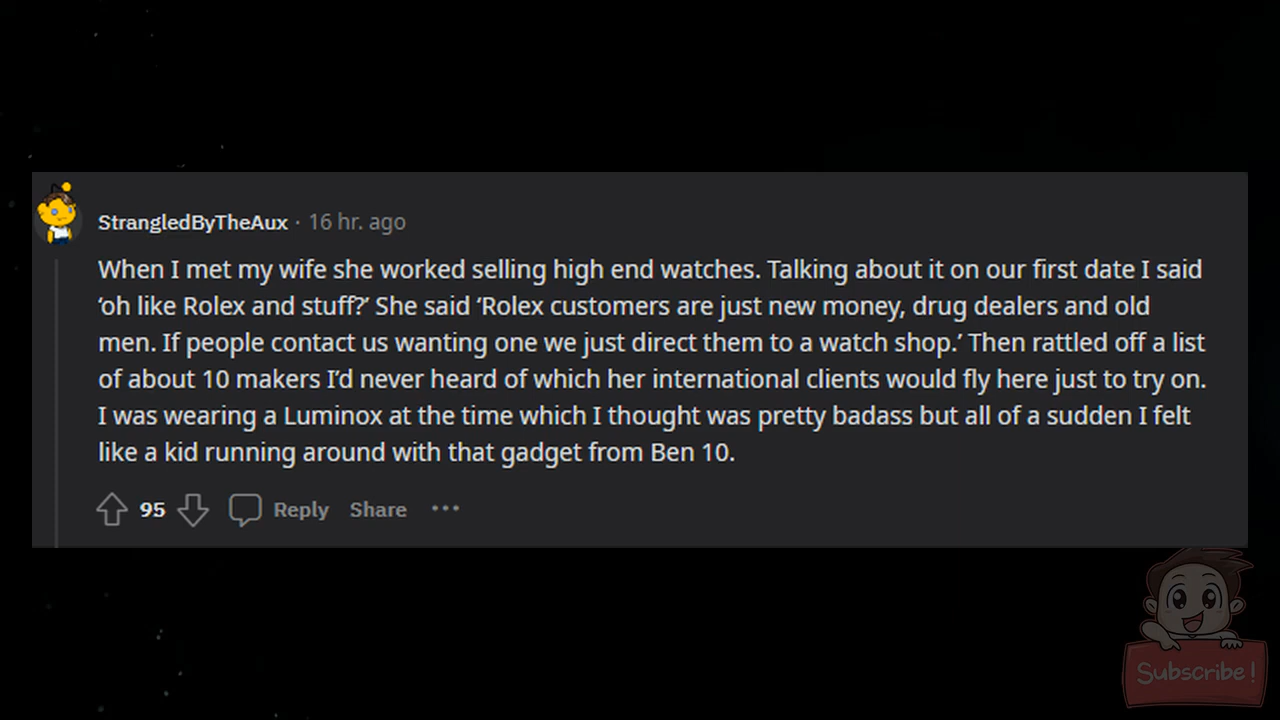 StrangledByTheAux · 16 hr. ago
When I met my wife she worked selling high end watches. Talking about it on our first date I said
‘oh like Rolex and stuff?’ She said ‘Rolex customers are just new money, drug dealers and old
men. If people contact us wanting one we just direct them to a watch shop.’ Then rattled off a list
of about 10 makers I’d never heard of which her international clients would fly here just to try on.
I was wearing a Luminox at the time which I thought was pretty badass but all of a sudden I felt
like a kid running around with that gadget from Ben 10.
95 Reply Share ···
Subscribe!